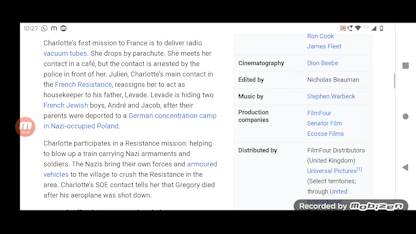 10:27
Charlotte's first mission to France is to deliver radio
vacuum tubes. She drops by parachute. She meets her
contact in a café, but the contact is arrested by the
police in front of her. Julien, Charlotte's main contact in
the French Resistance, reassigns her to act as
housekeeper to his father, Levade. Levade is hiding two
French Jewish boys, André and Jacob, after their
parents were deported to a German concentration camp
in Nazi-occupied Poland.
Charlotte participates in a Resistance mission: helping
to blow up a train carrying Nazi armaments and
soldiers. The Nazis bring their own forces and armoured
vehicles to the village to crush the Resistance in the
area. Charlotte's SOE contact tells her that Gregory died
after his aeroplane was shot down.
Ron Cook
James Fleet
Cinematography Dion Beebe
Edited by Nicholas Beauman
Music by Stephen Warbeck
Production FilmFour
companies Senator Film
Ecosse Films
Distributed by FilmFour Distributors
(United Kingdom)
Universal Pictures[1]
(Select territories;
through United
Recorded by Mobizen